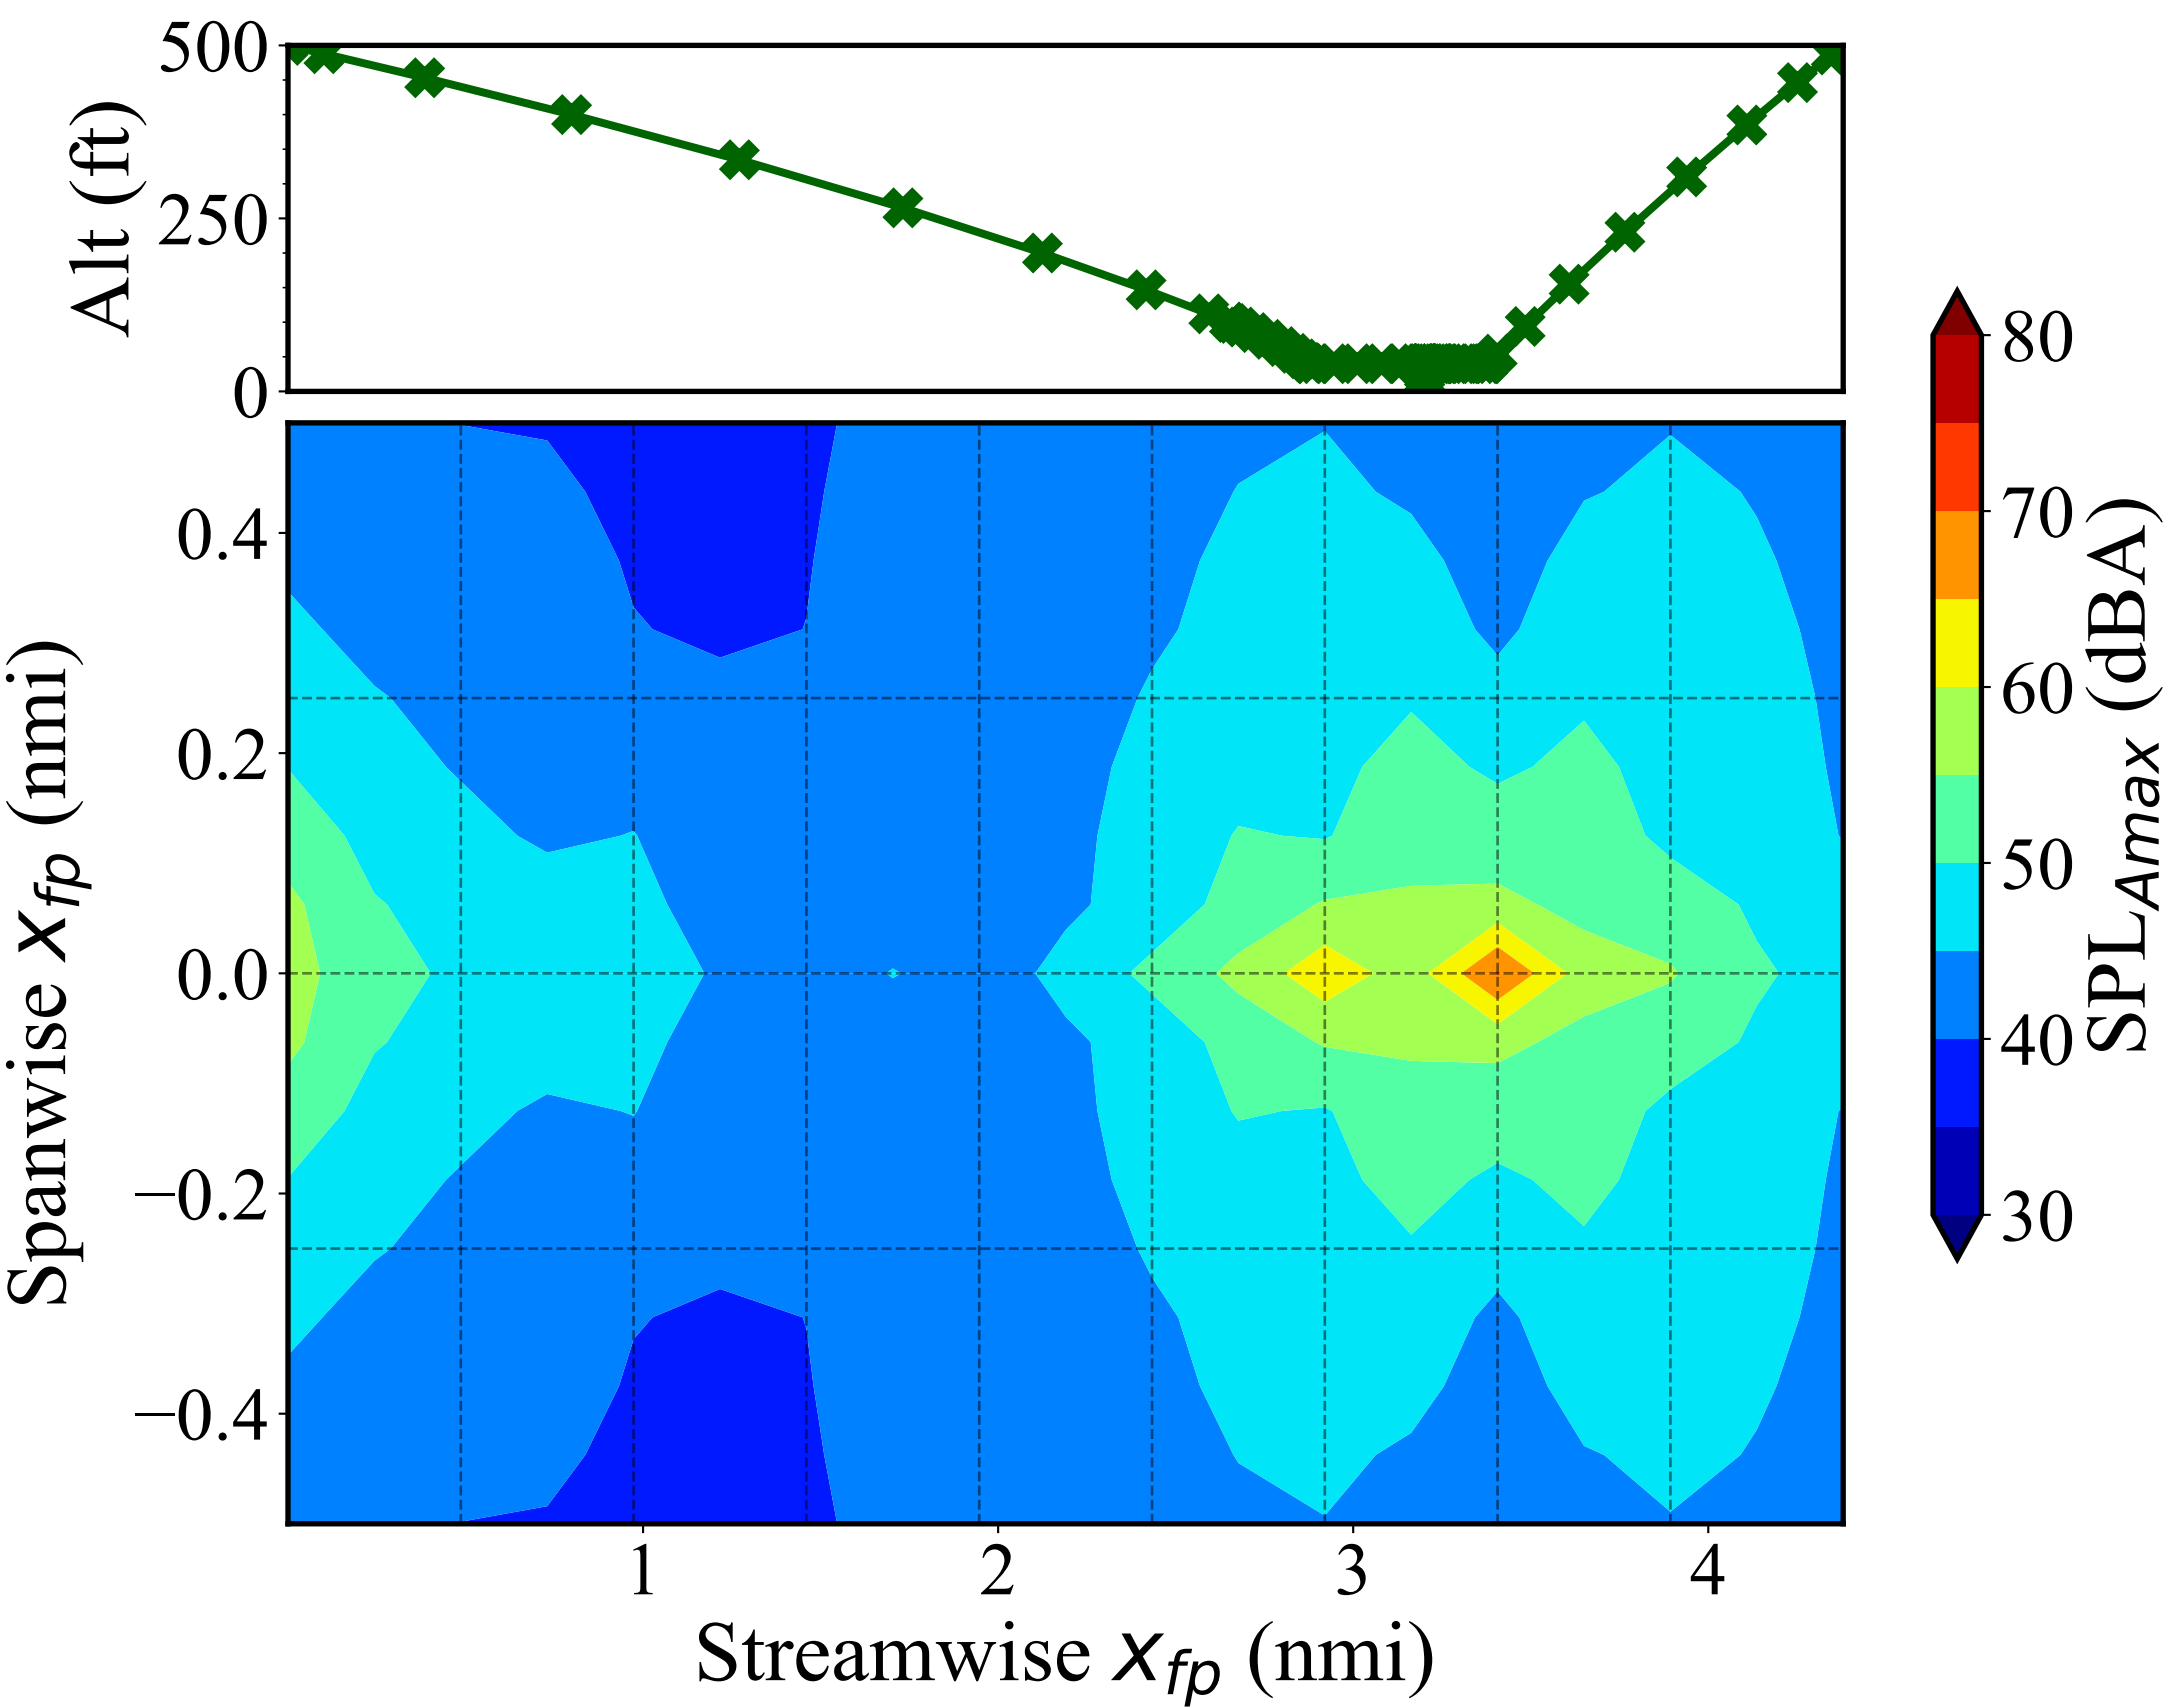 500
250
0
Alt (ft)
0.4
0.2
0.0
−0.2
−0.4
Spanwise x_fp (nmi)
1 2 3 4
Streamwise x_fp (nmi)
80
70
60
50
40
30
SPL_Amax (dBA)